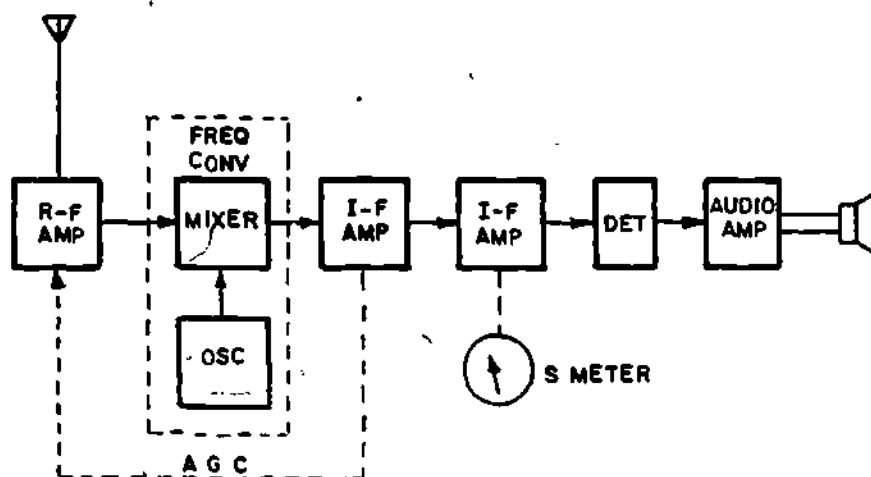 FREQ
CONV
R-F
AMP
MIXER
I-F
AMP
I-F
AMP
DET
AUDIO
AMP
OSC
S METER
A G C